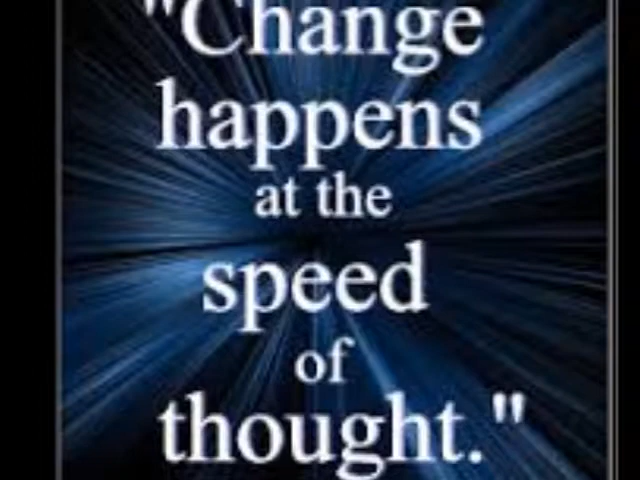 "Change
happens
at the
speed
of
thought."